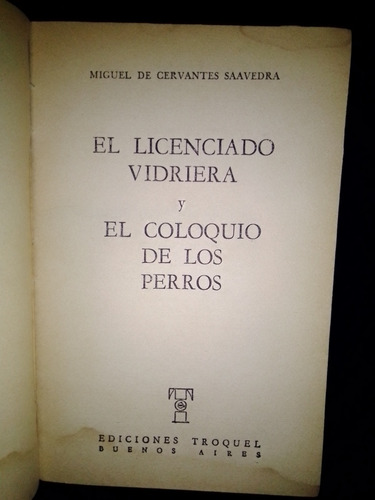 MIGUEL DE CERVANTES SAAVEDRA
EL LICENCIADO
VIDRIERA
y
EL COLOQUIO
DE LOS
PERROS
EDICIONES TROQUEL
BUENOS AIRES